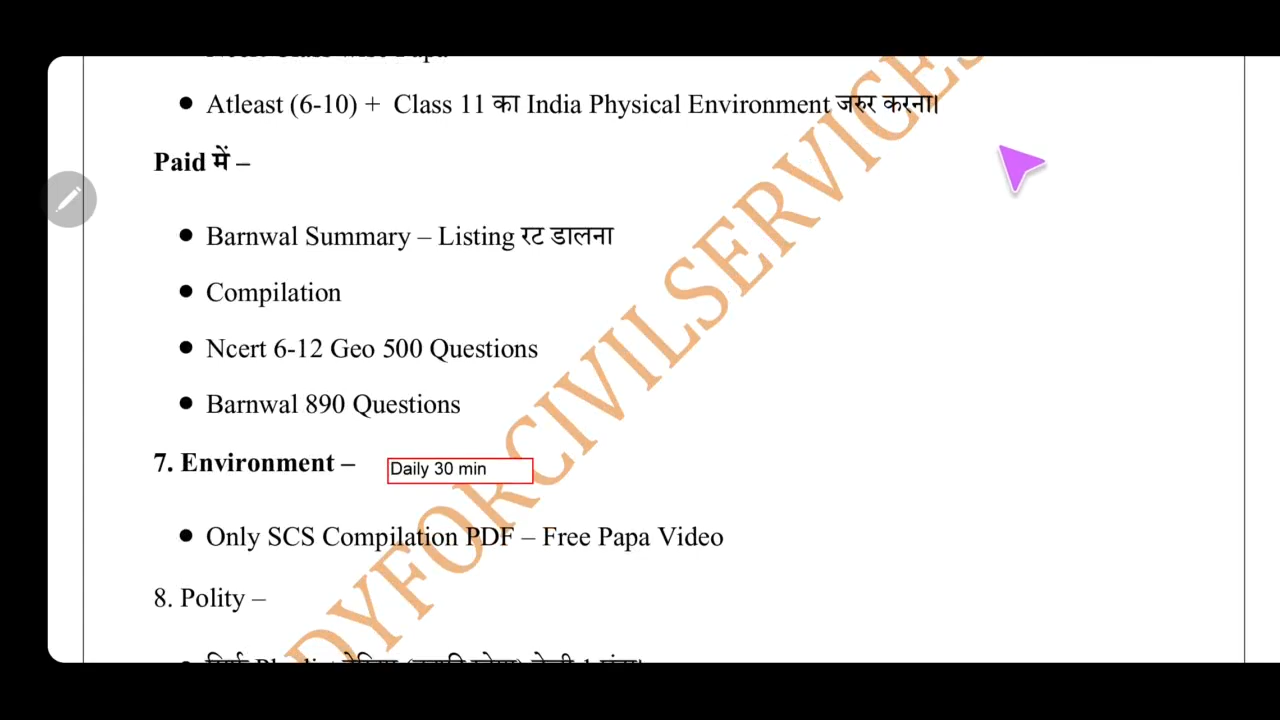 Atleast (6-10) + Class 11 का India Physical Environment जरुर करना।
Paid में –
Barnwal Summary – Listing रट डालना
Compilation
Ncert 6-12 Geo 500 Questions
Barnwal 890 Questions
7. Environment –
Daily 30 min
Only SCS Compilation PDF – Free Papa Video
8. Polity –
DYFORCIVILSERVICES